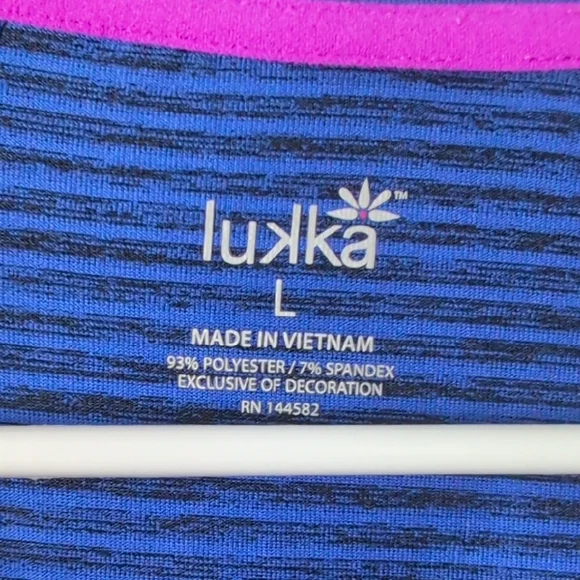 lukka™
L
MADE IN VIETNAM
93% POLYESTER / 7% SPANDEX
EXCLUSIVE OF DECORATION
RN 144582